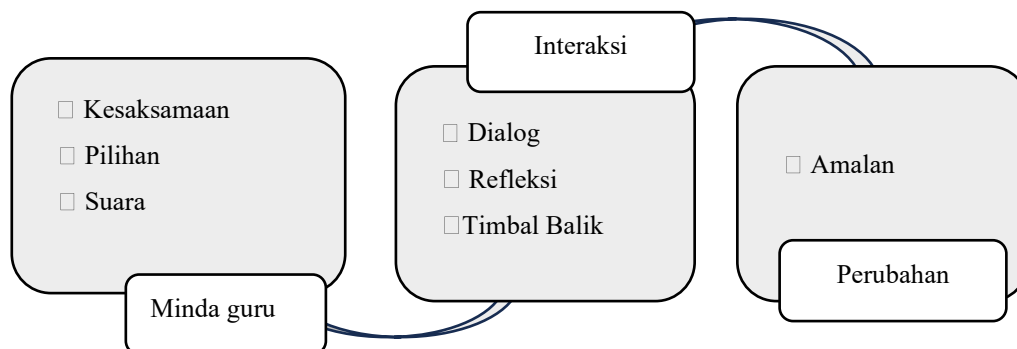 Kesaksamaan
Pilihan
Suara
Minda guru
Interaksi
Dialog
Refleksi
Timbal Balik
Amalan
Perubahan